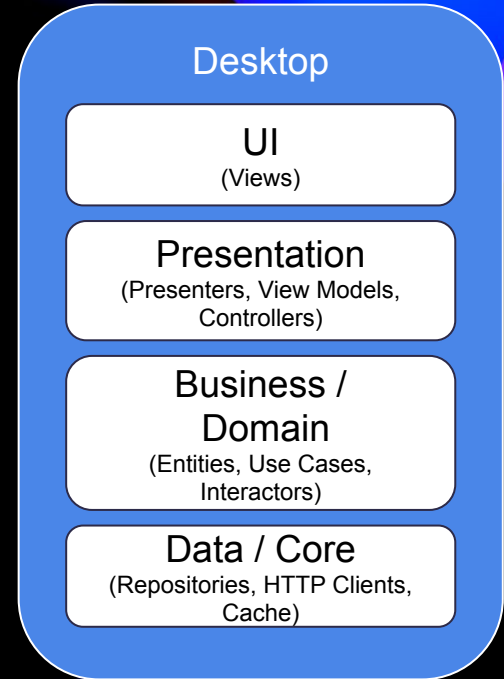 Desktop
UI
(Views)
Presentation
(Presenters, View Models,
Controllers)
Business /
Domain
(Entities, Use Cases,
Interactors)
Data / Core
(Repositories, HTTP Clients,
Cache)